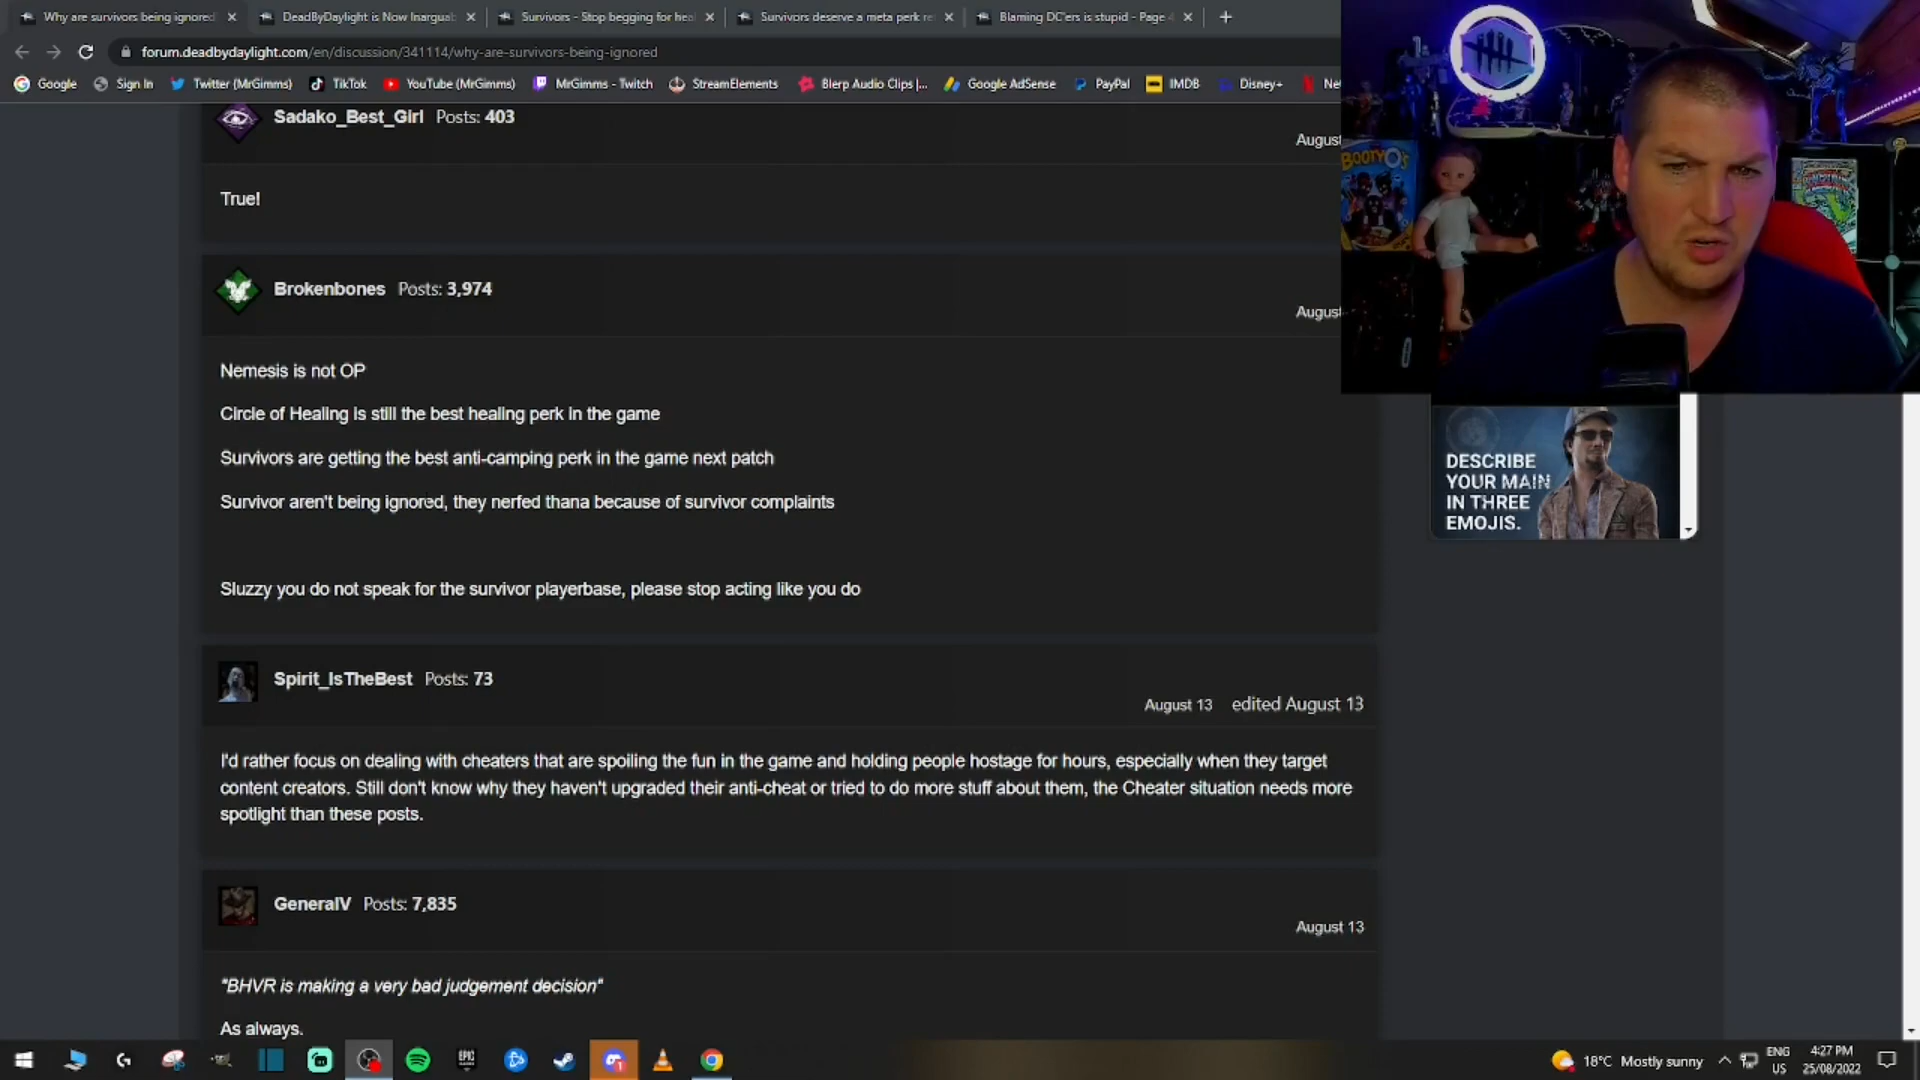 Why are survivors being ignored
DeadByDaylight is Now Inarguab
Survivors - Stop begging for hea
Survivors deserve a meta perk re
Blaming DC'ers is stupid - Page 4
forum.deadbydaylight.com/en/discussion/341114/why-are-survivors-being-ignored
Google
Sign In
Twitter (MrGimms)
TikTok
YouTube (MrGimms)
MrGimms - Twitch
StreamElements
Blerp Audio Clips |...
Google AdSense
PayPal
IMDB
Disney+
Ne
BOOTYO'S
Sadako_Best_Girl Posts: 403
August
True!
Brokenbones Posts: 3,974
August
Nemesis is not OP
Circle of Healing is still the best healing perk in the game
Survivors are getting the best anti-camping perk in the game next patch
Survivor aren't being ignored, they nerfed thana because of survivor complaints
Sluzzy you do not speak for the survivor playerbase, please stop acting like you do
DESCRIBE
YOUR MAIN
IN THREE
EMOJIS.
Spirit_IsTheBest Posts: 73
August 13 edited August 13
I'd rather focus on dealing with cheaters that are spoiling the fun in the game and holding people hostage for hours, especially when they target
content creators. Still don't know why they haven't upgraded their anti-cheat or tried to do more stuff about them, the Cheater situation needs more
spotlight than these posts.
GeneralV Posts: 7,835
August 13
"BHVR is making a very bad judgement decision"
As always.
EPIC
18°C Mostly sunny
ENG
US
4:27 PM
25/08/2022